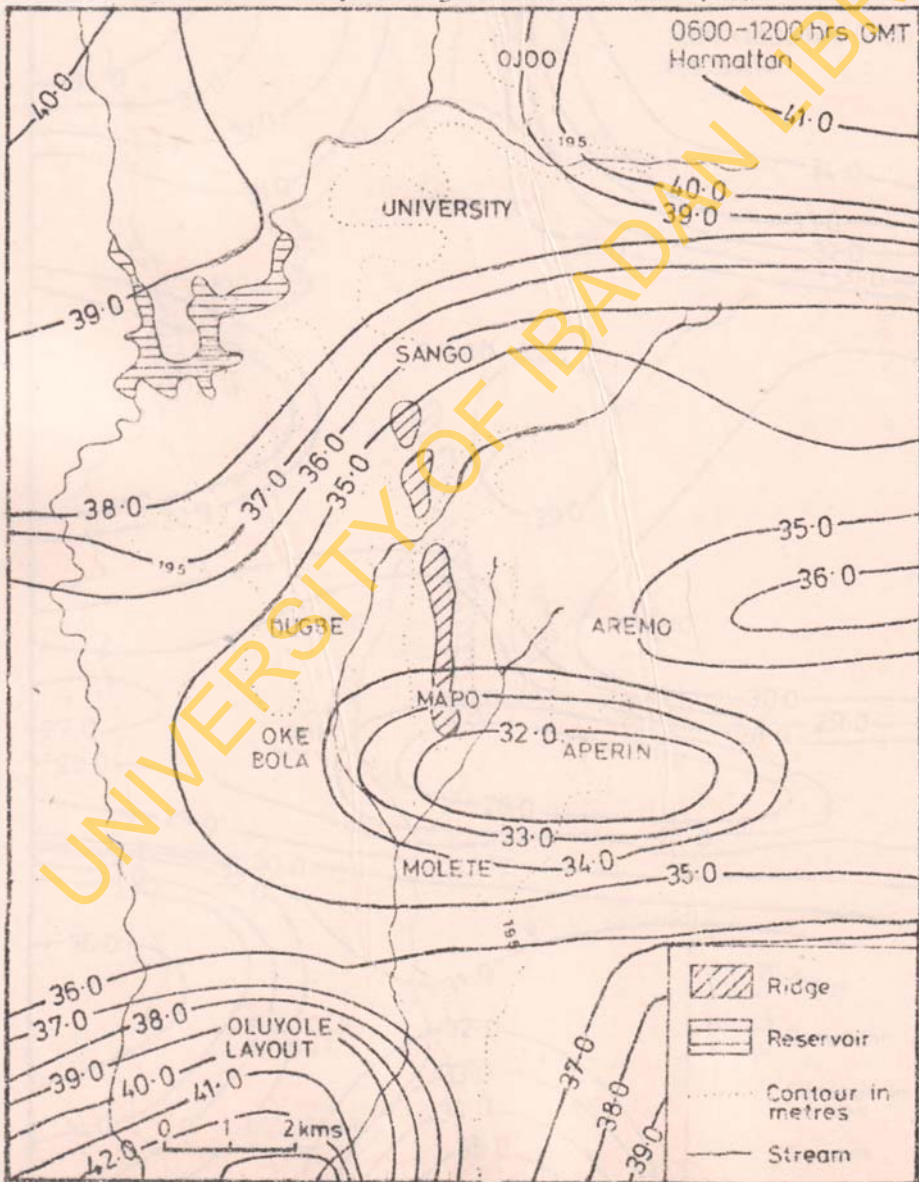 0600-1200 hrs GMT
Harmattan
OJOO
40·0
41·0
195
40·0
39·0
UNIVERSITY
39·0
SANGO
36·0
37·0
35·0
38·0
195
35·0
36·0
DUGBE
AREMO
MAPO
32·0
APERIN
OKE
BOLA
33·0
34·0
MOLETE
35·0
195
36·0
37·0
38·0
OLUYOLE
LAYOUT
39·0
40·0
41·0
42·0
0 1 2 kms
37·0
38·0
39·0
Ridge
Reservoir
Contour in
metres
Stream
UNIVERSITY OF IBADAN LIBRA